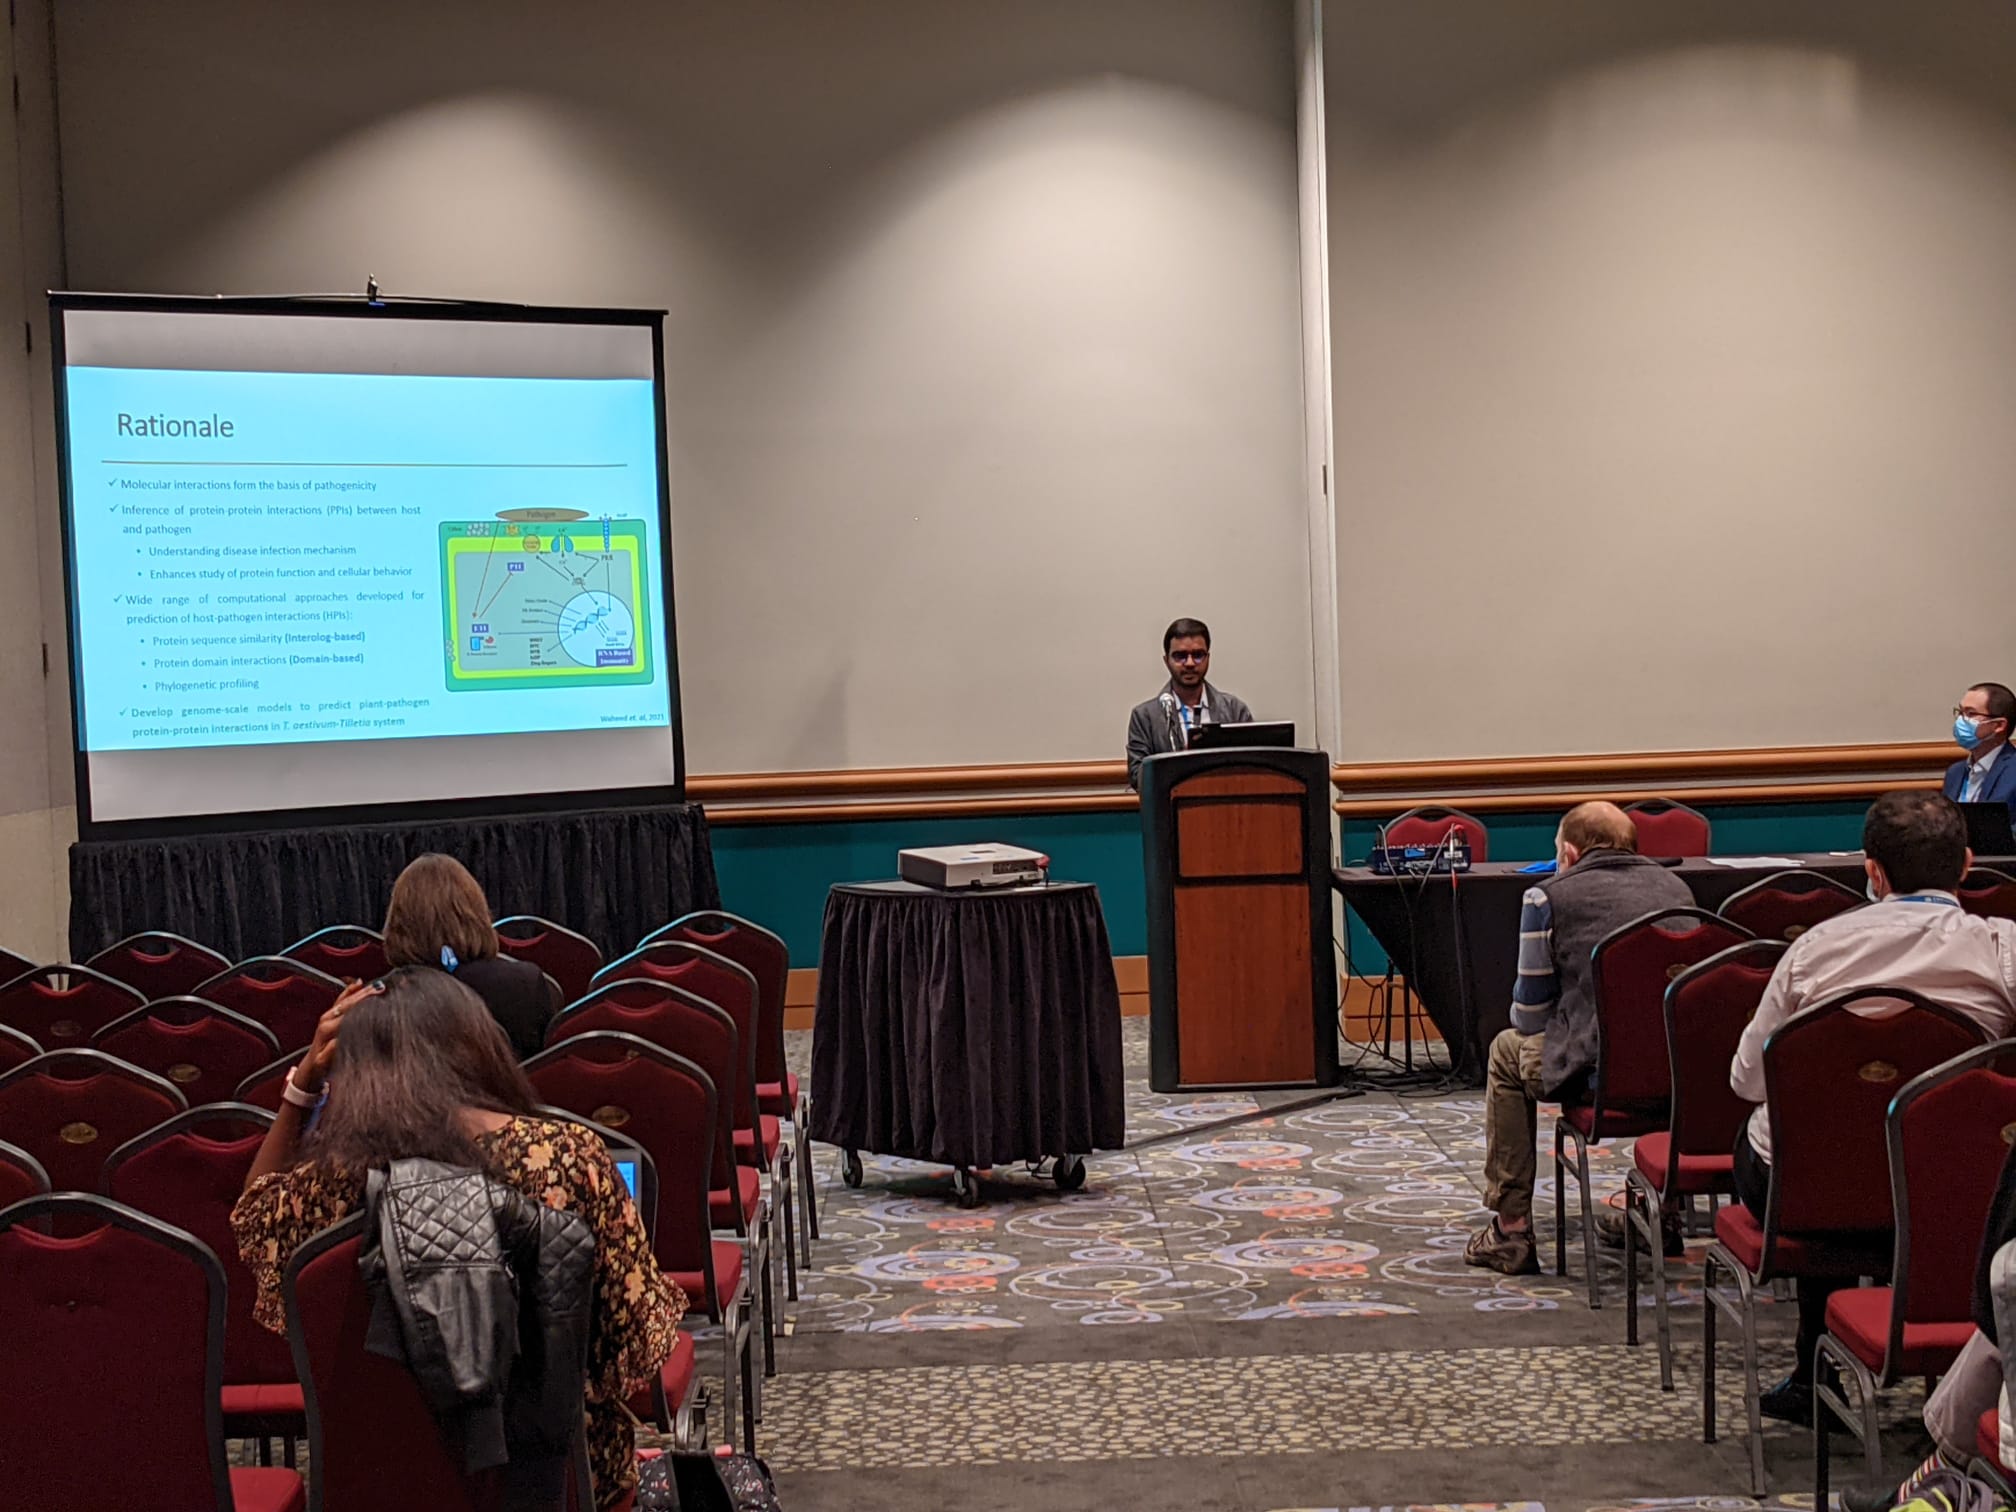 Rationale
✓ Molecular interactions form the basis of pathogenicity
✓ Inference of protein-protein interactions (PPIs) between host
and pathogen
• Understanding disease infection mechanism
• Enhances study of protein function and cellular behavior
✓ Wide range of computational approaches developed for
prediction of host-pathogen interactions (HPIs):
• Protein sequence similarity (Interolog-based)
• Protein domain interactions (Domain-based)
• Phylogenetic profiling
✓ Develop genome-scale models to predict plant-pathogen
protein-protein interactions in T. aestivum-Tilletia system
Pathogen
PRR
PTI
ETI
RNA Based
Immunity
Waheed et. al, 2021